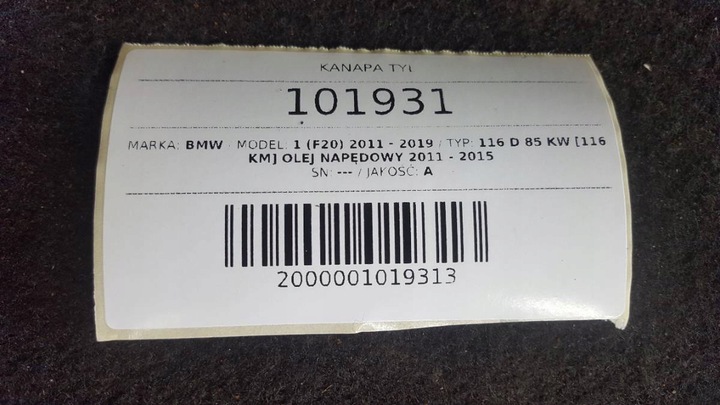 KANAPA TYŁ
101931
MARKA: BMW / MODEL: 1 (F20) 2011 - 2019 / TYP: 116 D 85 KW [116
KM] OLEJ NAPĘDOWY 2011 - 2015
SN: --- / JAKOŚĆ: A
2000001019313